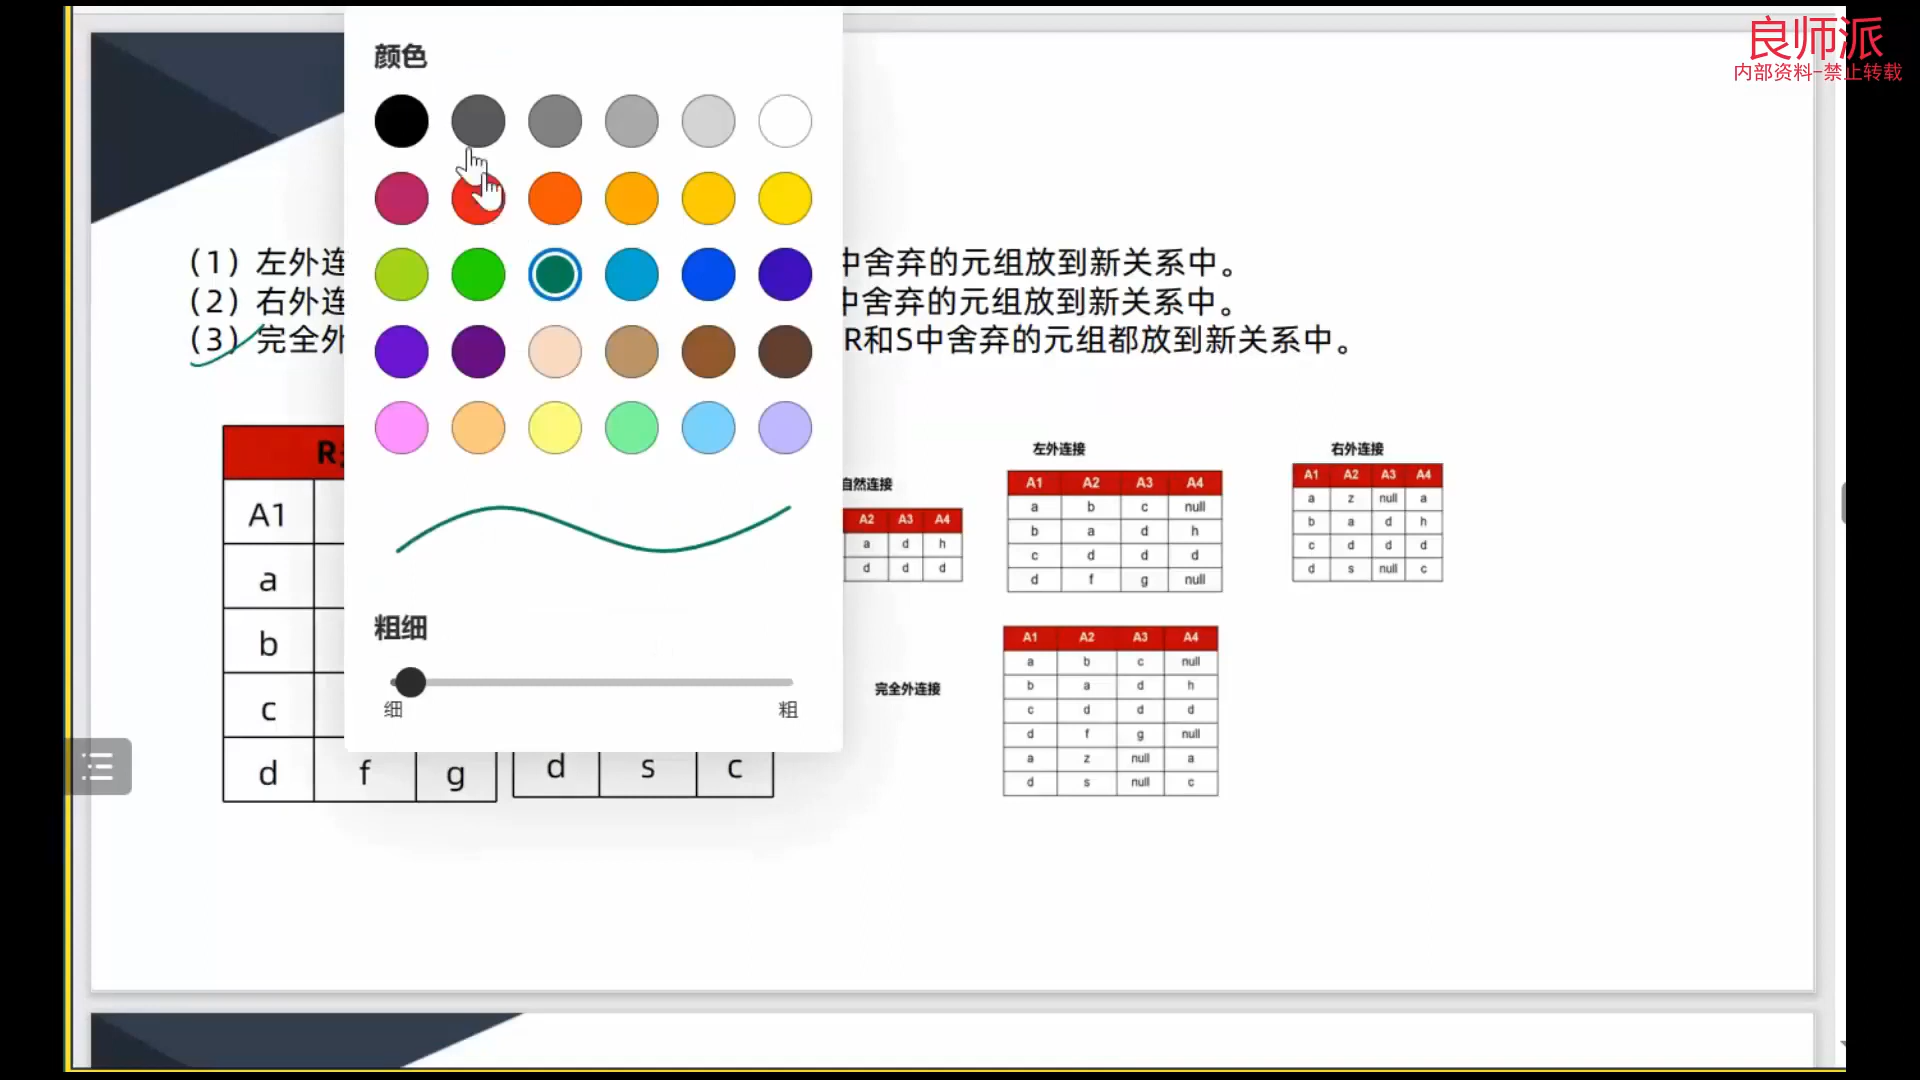 良师派
内部资料-禁止转载
颜色
(1) 左外连
中舍弃的元组放到新关系中。
(2) 右外连
中舍弃的元组放到新关系中。
(3) 完全外
R和S中舍弃的元组都放到新关系中。
粗细
细 粗
R
A1
a
b
c
d f g
d s c
自然连接
A2 A3 A4
a d h
d d d
左外连接
A1 A2 A3 A4
a b c null
b a d h
c d d d
d f g null
右外连接
A1 A2 A3 A4
a z null a
b a d h
c d d d
d s null c
完全外连接
A1 A2 A3 A4
a b c null
b a d h
c d d d
d f g null
a z null a
d s null c